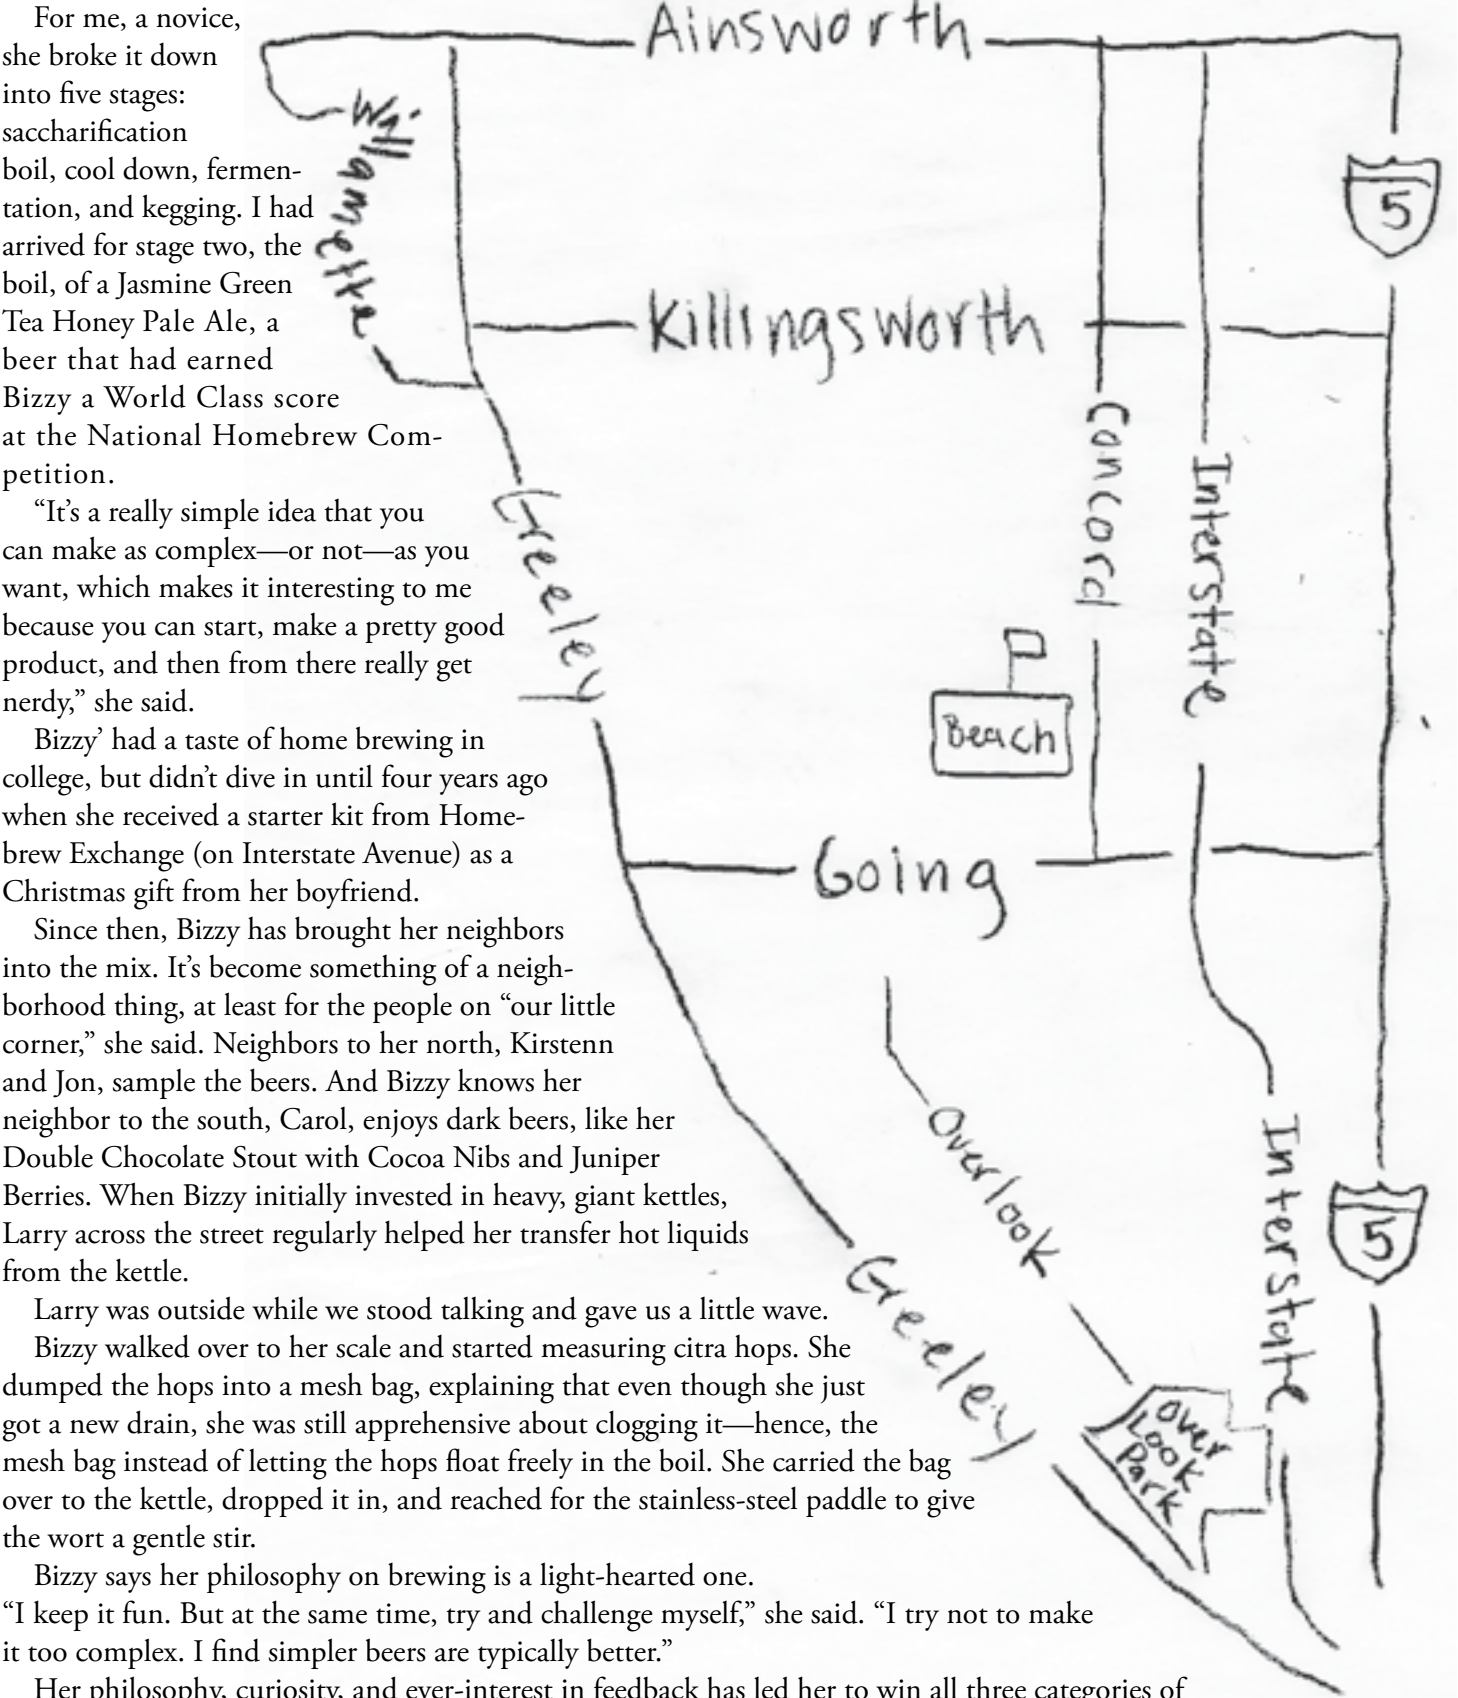 For me, a novice,
she broke it down
into five stages:
saccharification
boil, cool down, fermen-
tation, and kegging. I had
arrived for stage two, the
boil, of a Jasmine Green
Tea Honey Pale Ale, a
beer that had earned
Bizzy a World Class score
at the National Homebrew Com-
petition.
“It’s a really simple idea that you
can make as complex—or not—as you
want, which makes it interesting to me
because you can start, make a pretty good
product, and then from there really get
nerdy,” she said.
Bizzy’ had a taste of home brewing in
college, but didn’t dive in until four years ago
when she received a starter kit from Home-
brew Exchange (on Interstate Avenue) as a
Christmas gift from her boyfriend.
Since then, Bizzy has brought her neighbors
into the mix. It’s become something of a neigh-
borhood thing, at least for the people on “our little
corner,” she said. Neighbors to her north, Kirstenn
and Jon, sample the beers. And Bizzy knows her
neighbor to the south, Carol, enjoys dark beers, like her
Double Chocolate Stout with Cocoa Nibs and Juniper
Berries. When Bizzy initially invested in heavy, giant kettles,
Larry across the street regularly helped her transfer hot liquids
from the kettle.
Larry was outside while we stood talking and gave us a little wave.
Bizzy walked over to her scale and started measuring citra hops. She
dumped the hops into a mesh bag, explaining that even though she just
got a new drain, she was still apprehensive about clogging it—hence, the
mesh bag instead of letting the hops float freely in the boil. She carried the bag
over to the kettle, dropped it in, and reached for the stainless-steel paddle to give
the wort a gentle stir.
Bizzy says her philosophy on brewing is a light-hearted one.
“I keep it fun. But at the same time, try and challenge myself,” she said. “I try not to make
it too complex. I find simpler beers are typically better.”
Her philosophy, curiosity, and ever-interest in feedback has led her to win all three categories of
Ainsworth
Willamette
5
Killingsworth
Concord
Interstate
Greeley
Beach
Going
Overlook
Interstate
5
Greeley
Over
Look
Park